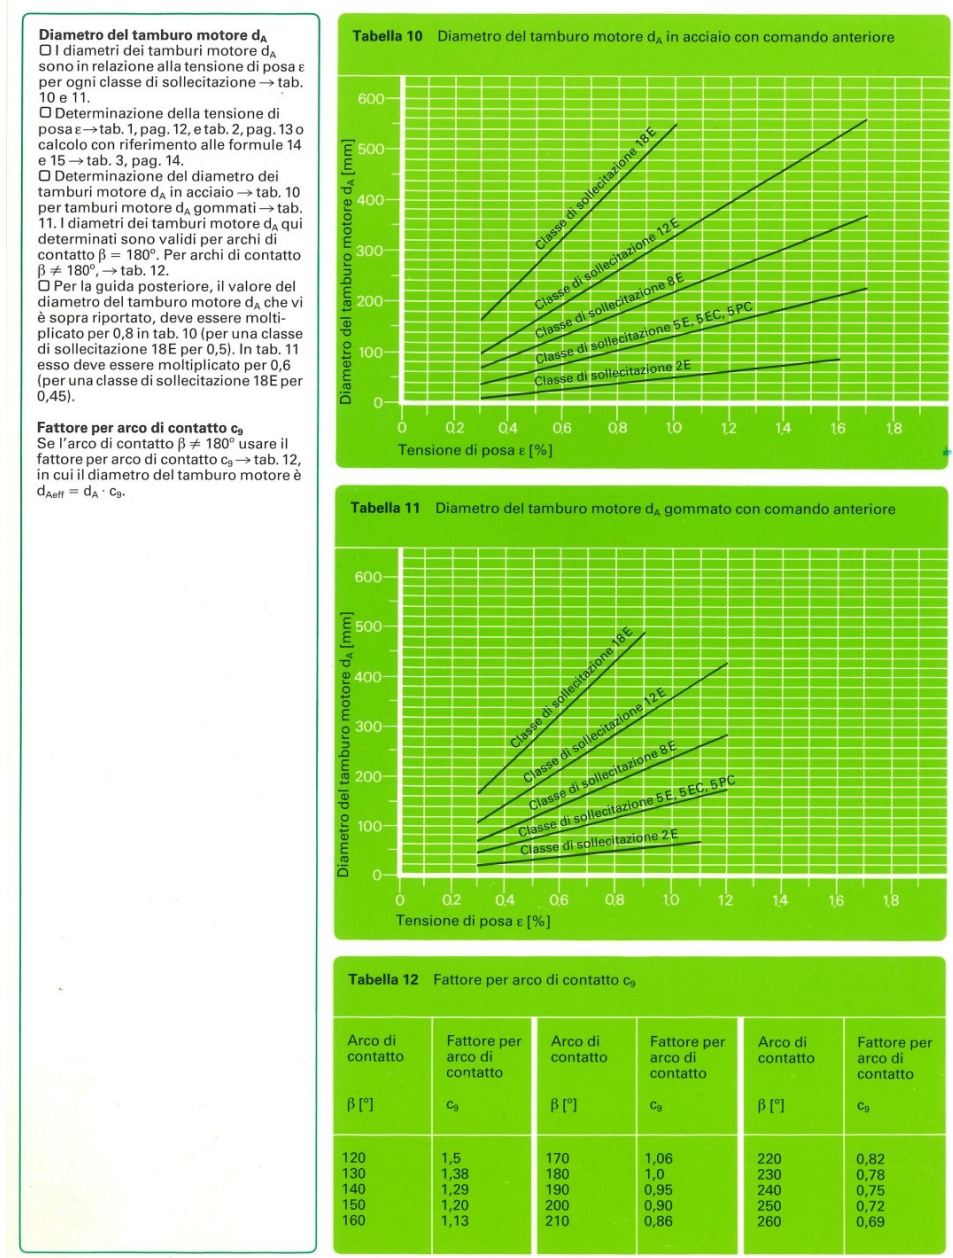 Diametro del tamburo motore dA
☐ I diametri dei tamburi motore dA
sono in relazione alla tensione di posa ε
per ogni classe di sollecitazione → tab.
10 e 11.
☐ Determinazione della tensione di
posa ε→tab. 1, pag. 12, e tab. 2, pag. 13 o
calcolo con riferimento alle formule 14
e 15 → tab. 3, pag. 14.
☐ Determinazione del diametro dei
tamburi motore dA in acciaio → tab. 10
per tamburi motore dA gommati → tab.
11. I diametri dei tamburi motore dA qui
determinati sono validi per archi di
contatto β = 180°. Per archi di contatto
β ≠ 180°, → tab. 12.
☐ Per la guida posteriore, il valore del
diametro del tamburo motore dA che vi
è sopra riportato, deve essere molti-
plicato per 0,8 in tab. 10 (per una classe
di sollecitazione 18E per 0,5). In tab. 11
esso deve essere moltiplicato per 0,6
(per una classe di sollecitazione 18E per
0,45).
Fattore per arco di contatto c9
Se l'arco di contatto β ≠ 180° usare il
fattore per arco di contatto c9 → tab. 12,
in cui il diametro del tamburo motore è
dAeff = dA · c9.
Tabella 10 Diametro del tamburo motore dA in acciaio con comando anteriore
Diametro del tamburo motore dA [mm]
600
500
400
300
200
100
0
Classe di sollecitazione 18E
Classe di sollecitazione 12E
Classe di sollecitazione 8E
Classe di sollecitazione 5E, 5EC, 5PC
Classe di sollecitazione 2E
0 0,2 0,4 0,6 0,8 1,0 1,2 1,4 1,6 1,8
Tensione di posa ε [%]
Tabella 11 Diametro del tamburo motore dA gommato con comando anteriore
Diametro del tamburo motore dA [mm]
600
500
400
300
200
100
0
Classe di sollecitazione 18E
Classe di sollecitazione 12E
Classe di sollecitazione 8E
Classe di sollecitazione 5E, 5EC, 5PC
Classe di sollecitazione 2E
0 0,2 0,4 0,6 0,8 1,0 12 1,4 1,6 1,8
Tensione di posa ε [%]
Tabella 12 Fattore per arco di contatto c9
Arco di Fattore per Arco di Fattore per Arco di Fattore per
contatto arco di contatto arco di contatto arco di
contatto contatto contatto
β [°] c9 β [°] c9 β [°] c9
120 1,5 170 1,06 220 0,82
130 1,38 180 1,0 230 0,78
140 1,29 190 0,95 240 0,75
150 1,20 200 0,90 250 0,72
160 1,13 210 0,86 260 0,69